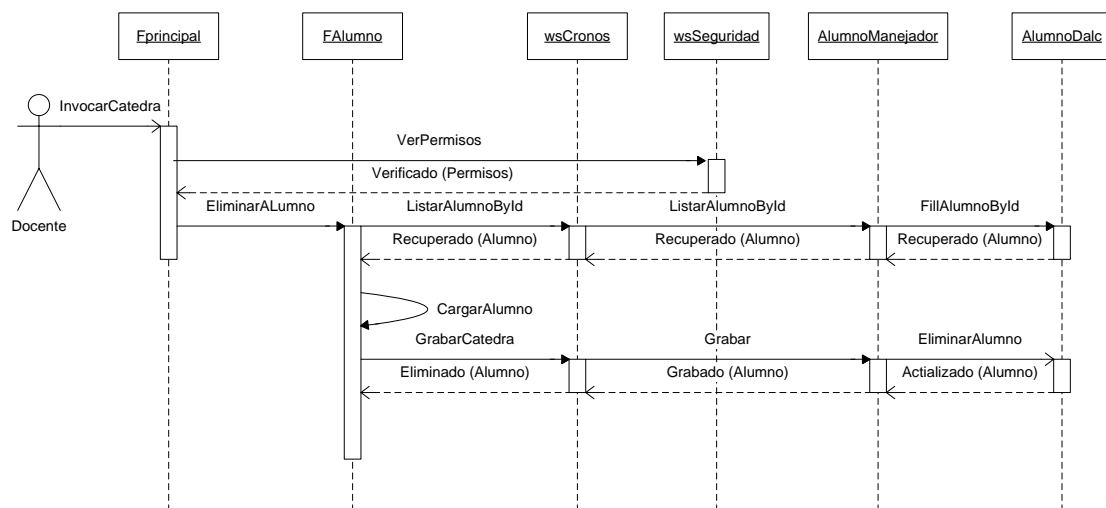 Fprincipal
FAlumno
wsCronos
wsSeguridad
AlumnoManejador
AlumnoDalc
InvocarCatedra
VerPermisos
Verificado (Permisos)
Docente
EliminarALumno
ListarAlumnoById
ListarAlumnoById
FillAlumnoById
Recuperado (Alumno)
Recuperado (Alumno)
Recuperado (Alumno)
CargarAlumno
GrabarCatedra
Grabar
EliminarAlumno
Eliminado (Alumno)
Grabado (Alumno)
Actializado (Alumno)